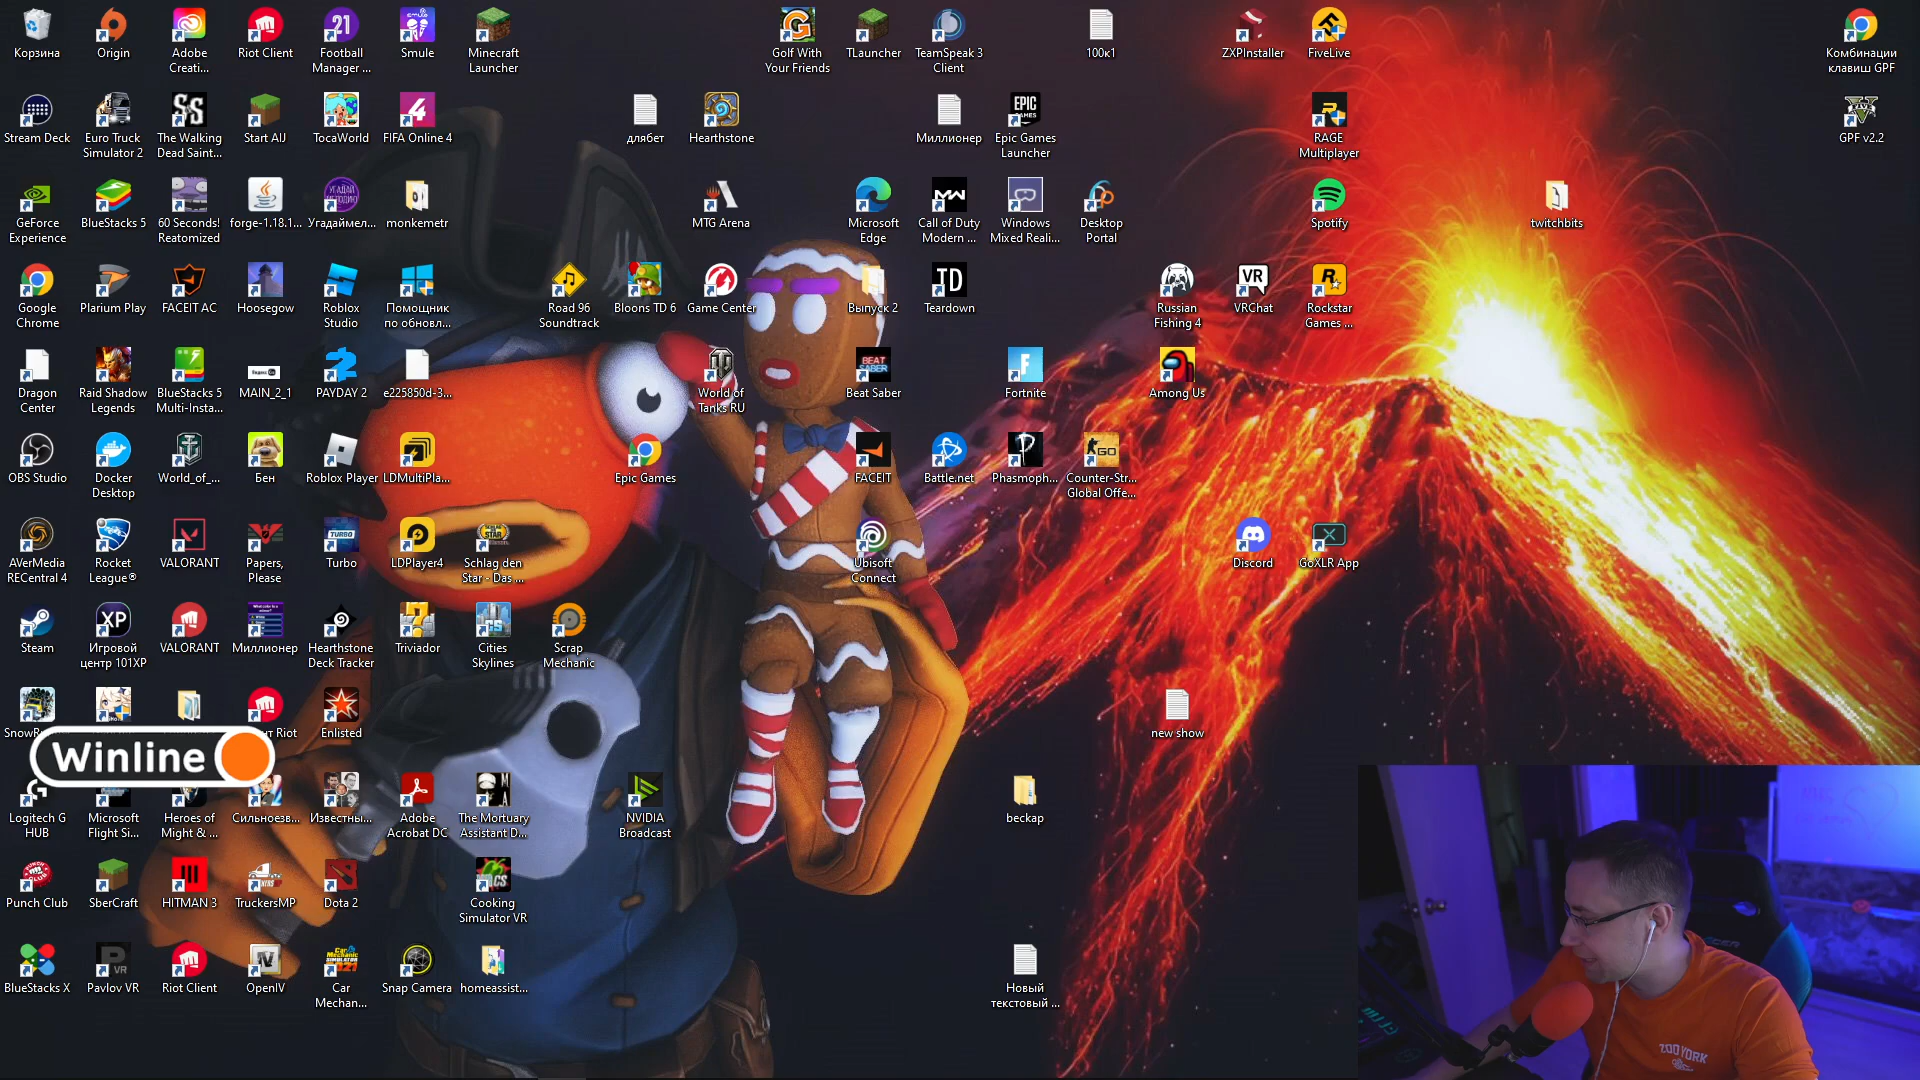 Корзина
Origin
Adobe
Creati...
Riot Client
Football
Manager ...
Smule
Minecraft
Launcher
Golf With
Your Friends
TLauncher
TeamSpeak 3
Client
100к1
ZXPInstaller
FiveLive
Комбинации
клавиш GPF
Stream Deck
Euro Truck
Simulator 2
The Walking
Dead Saint...
Start AIJ
TocaWorld
FIFA Online 4
длябет
Hearthstone
Миллионер
Epic Games
Launcher
RAGE
Multiplayer
GPF v2.2
GeForce
Experience
BlueStacks 5
60 Seconds!
Reatomized
forge-1.18.1...
Угадаймел...
monkemetr
MTG Arena
Microsoft
Edge
Call of Duty
Modern ...
Windows
Mixed Reali...
Desktop
Portal
Spotify
twitchbits
Google
Chrome
Plarium Play
FACEIT AC
Hoosegow
Roblox
Studio
Помощник
по обновл...
Road 96
Soundtrack
Bloons TD 6
Game Center
Выпуск 2
Teardown
Russian
Fishing 4
VRChat
Rockstar
Games ...
Dragon
Center
Raid Shadow
Legends
BlueStacks 5
Multi-Insta...
MAIN_2_1
PAYDAY 2
e225850d-3...
World of
Tanks RU
Beat Saber
Fortnite
Among Us
OBS Studio
Docker
Desktop
World_of_...
Бен
Roblox Player
LDMultiPla...
Epic Games
FACEIT
Battle.net
Phasmoph...
Counter-Str...
Global Offe...
AVerMedia
RECentral 4
Rocket
League®
VALORANT
Papers,
Please
Turbo
LDPlayer4
Schlag den
Star - Das ...
Ubisoft
Connect
Discord
GoXLR App
Steam
Игровой
центр 101XP
VALORANT
Миллионер
Hearthstone
Deck Tracker
Triviador
Cities
Skylines
Scrap
Mechanic
Riot
Enlisted
new show
Winline
Logitech G
HUB
Microsoft
Flight Si...
Heroes of
Might & ...
Сильноезв...
Известны...
Adobe
Acrobat DC
The Mortuary
Assistant D...
NVIDIA
Broadcast
beckap
Punch Club
SberCraft
HITMAN 3
TruckersMP
Dota 2
Cooking
Simulator VR
BlueStacks X
Pavlov VR
Riot Client
OpenIV
Car
Mechan...
Snap Camera
homeassist...
Новый
текстовый ...
ZOO YORK